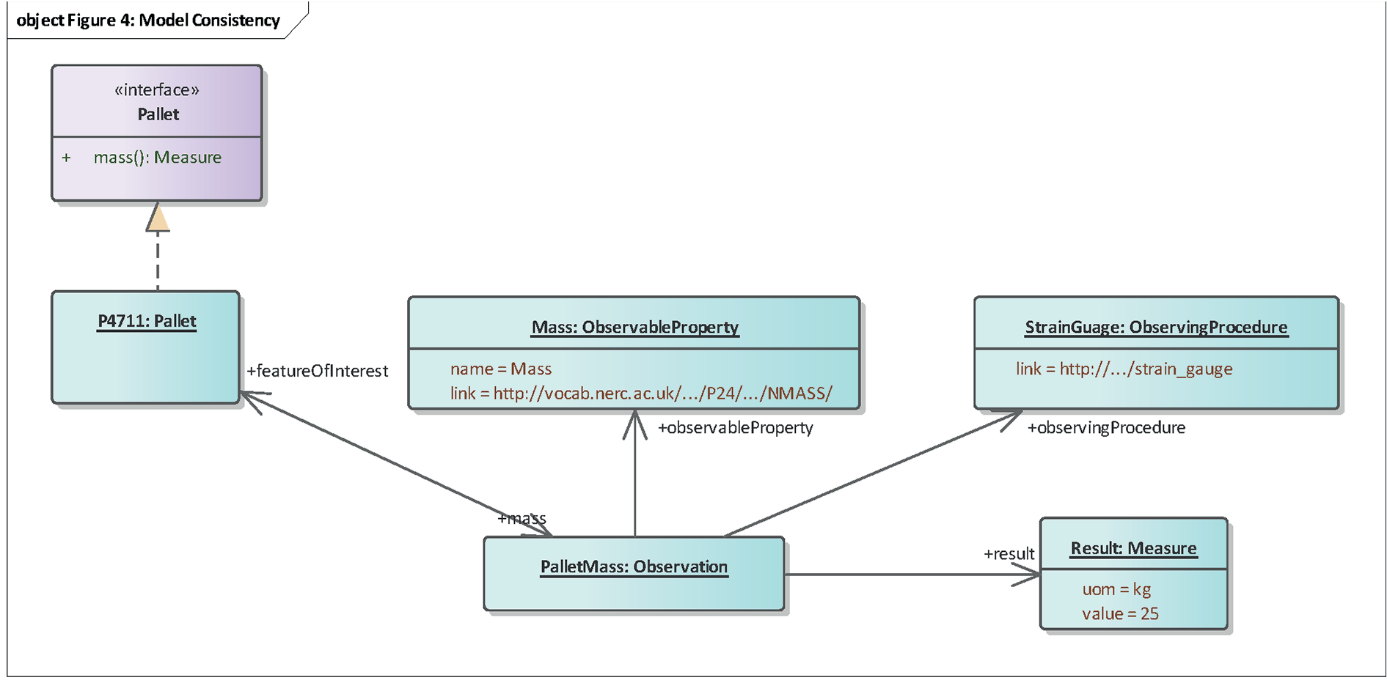 object Figure 4: Model Consistency
«interface»
Pallet
+ mass(): Measure
P4711: Pallet
+featureOfInterest
Mass: ObservableProperty
name = Mass
link = http://vocab.nerc.ac.uk/.../P24/.../NMASS/
+observableProperty
StrainGuage: ObservingProcedure
link = http://.../strain_gauge
+observingProcedure
+mass
PalletMass: Observation
+result
Result: Measure
uom = kg
value = 25